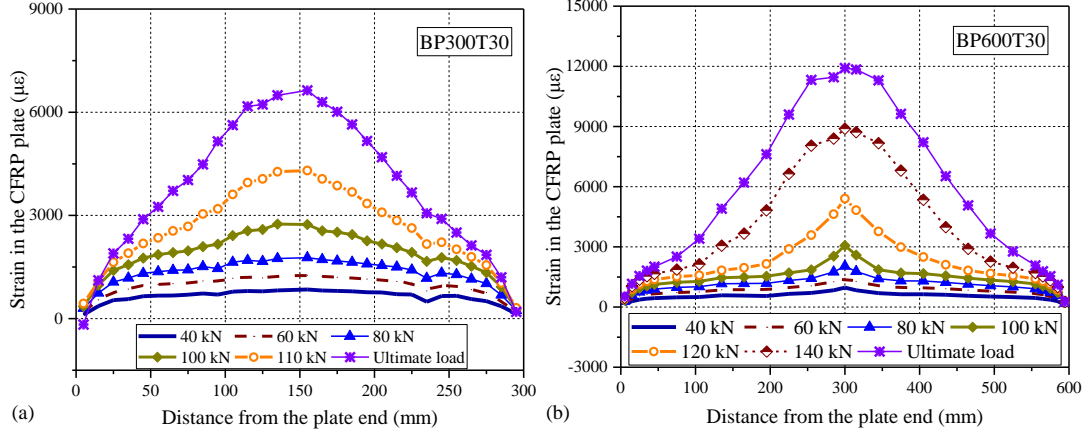 9000
6000
3000
0
Strain in the CFRP plate (με)
BP300T30
40 kN
60 kN
80 kN
100 kN
110 kN
Ultimate load
0
50
100
150
200
250
300
Distance from the plate end (mm)
(a)
15000
12000
9000
6000
3000
0
-3000
Strain in the CFRP plate (με)
BP600T30
40 kN
60 kN
80 kN
100 kN
120 kN
140 kN
Ultimate load
0
100
200
300
400
500
600
Distance from the plate end (mm)
(b)